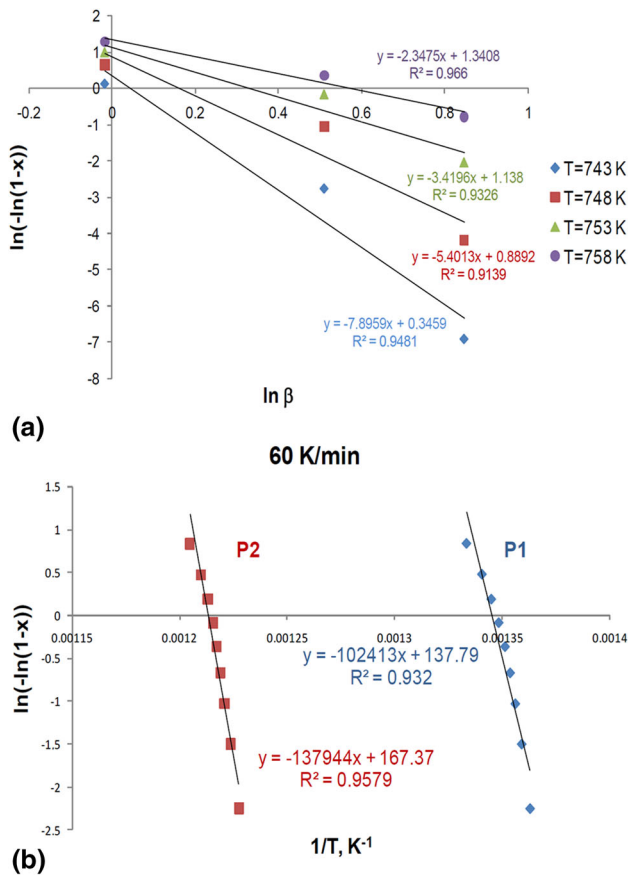 2
1
0
-1
-2
-3
-4
-5
-6
-7
-8
-0.2
0
0.2
0.4
0.6
0.8
1
ln(-ln(1-x))
y = -2.3475x + 1.3408
R² = 0.966
y = -3.4196x + 1.138
R² = 0.9326
y = -5.4013x + 0.8892
R² = 0.9139
y = -7.8959x + 0.3459
R² = 0.9481
T=743 K
T=748 K
T=753 K
T=758 K
ln β
(a)
60 K/min
1.5
1
0.5
0
-0.5
-1
-1.5
-2
-2.5
0.00115
0.0012
0.00125
0.0013
0.00135
0.0014
ln(-ln(1-x))
P2
P1
y = -102413x + 137.79
R² = 0.932
y = -137944x + 167.37
R² = 0.9579
1/T, K⁻¹
(b)